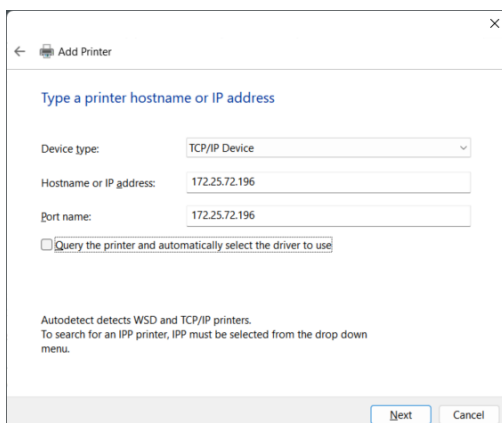 Add Printer
Type a printer hostname or IP address
Device type: TCP/IP Device
Hostname or IP address: 172.25.72.196
Port name: 172.25.72.196
Query the printer and automatically select the driver to use
Autodetect detects WSD and TCP/IP printers.
To search for an IPP printer, IPP must be selected from the drop down
menu.
Next Cancel